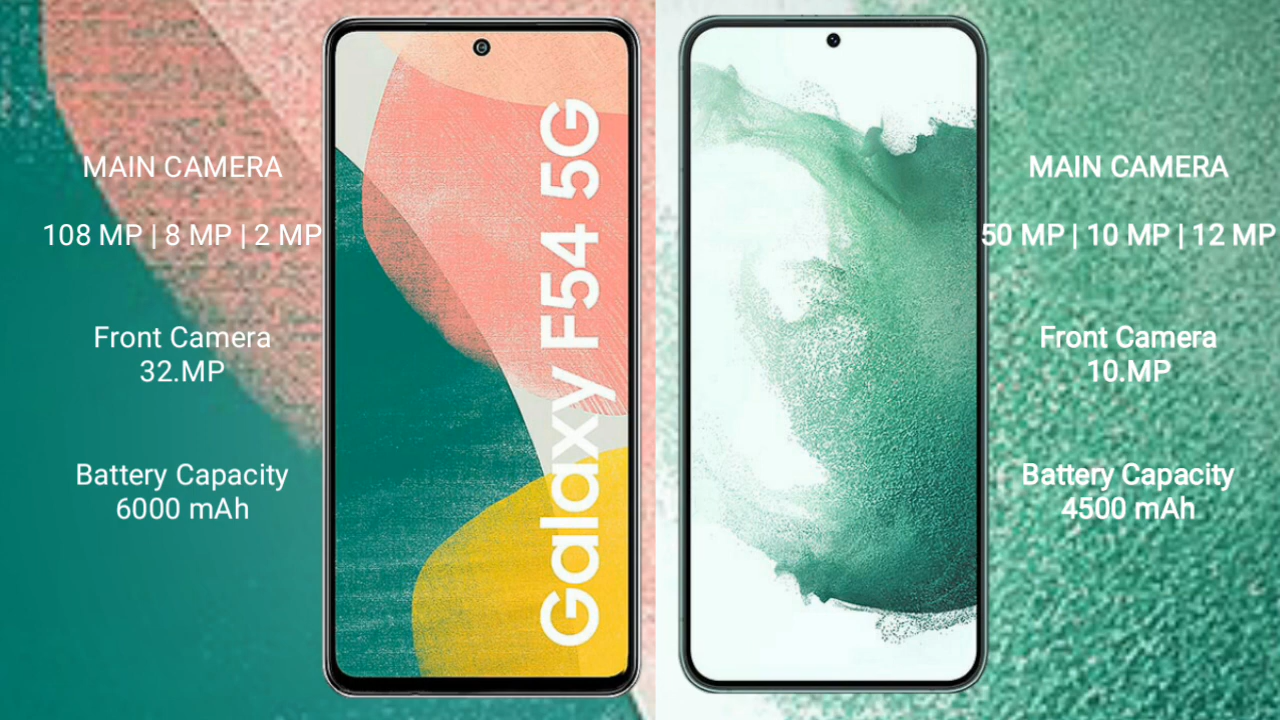 MAIN CAMERA
108 MP | 8 MP | 2 MP
Front Camera
32.MP
Battery Capacity
6000 mAh
Galaxy F54 5G
MAIN CAMERA
50 MP | 10 MP | 12 MP
Front Camera
10.MP
Battery Capacity
4500 mAh